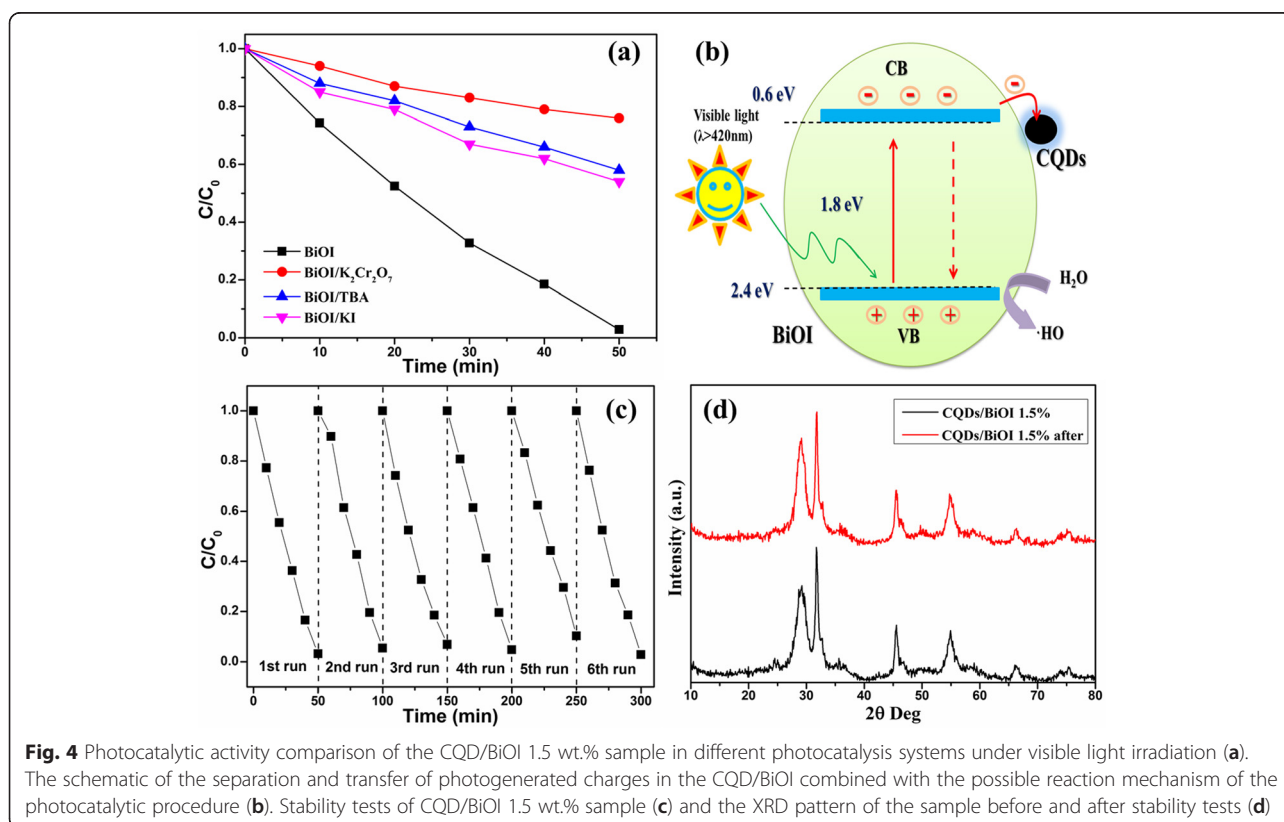 (a)
C/C0
1.0
0.8
0.6
0.4
0.2
0.0
BiOI
BiOI/K2Cr2O7
BiOI/TBA
BiOI/KI
0 10 20 30 40 50
Time (min)
(b)
CB
0.6 eV
Visible light
(λ>420nm)
CQDs
1.8 eV
2.4 eV
H2O
BiOI
VB
·HO
(c)
C/C0
1.0
0.8
0.6
0.4
0.2
0.0
1st run 2nd run 3rd run 4th run 5th run 6th run
0 50 100 150 200 250 300
Time (min)
(d)
CQDs/BiOI 1.5%
CQDs/BiOI 1.5% after
Intensity (a.u.)
10 20 30 40 50 60 70 80
2θ Deg
Fig. 4 Photocatalytic activity comparison of the CQD/BiOI 1.5 wt.% sample in different photocatalysis systems under visible light irradiation (a).
The schematic of the separation and transfer of photogenerated charges in the CQD/BiOI combined with the possible reaction mechanism of the
photocatalytic procedure (b). Stability tests of CQD/BiOI 1.5 wt.% sample (c) and the XRD pattern of the sample before and after stability tests (d)